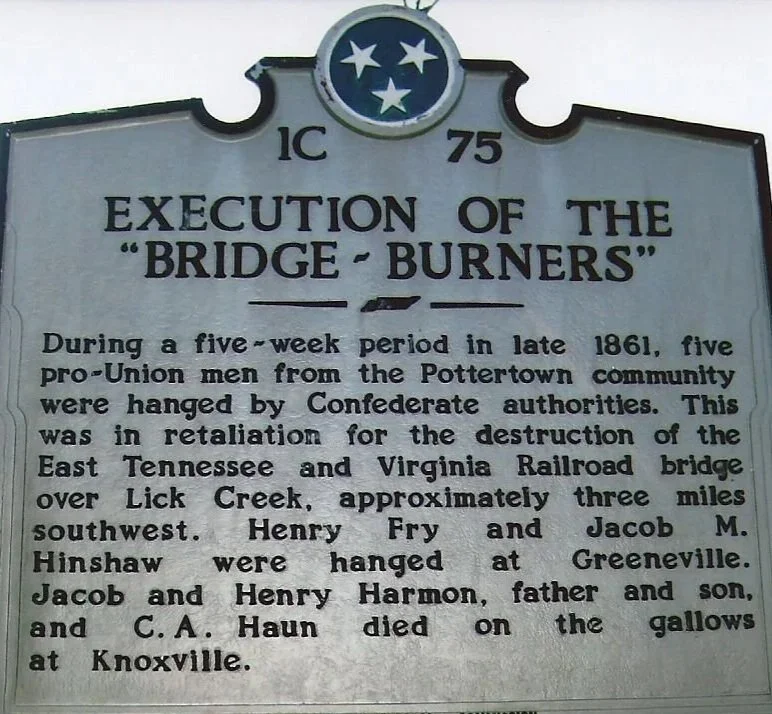 1C 75
EXECUTION OF THE
“BRIDGE-BURNERS”
During a five-week period in late 1861, five
pro-Union men from the Pottertown community
were hanged by Confederate authorities. This
was in retaliation for the destruction of the
East Tennessee and Virginia Railroad bridge
over Lick Creek, approximately three miles
southwest. Henry Fry and Jacob M.
Hinshaw were hanged at Greeneville.
Jacob and Henry Harmon, father and son,
and C.A. Haun died on the gallows
at Knoxville.